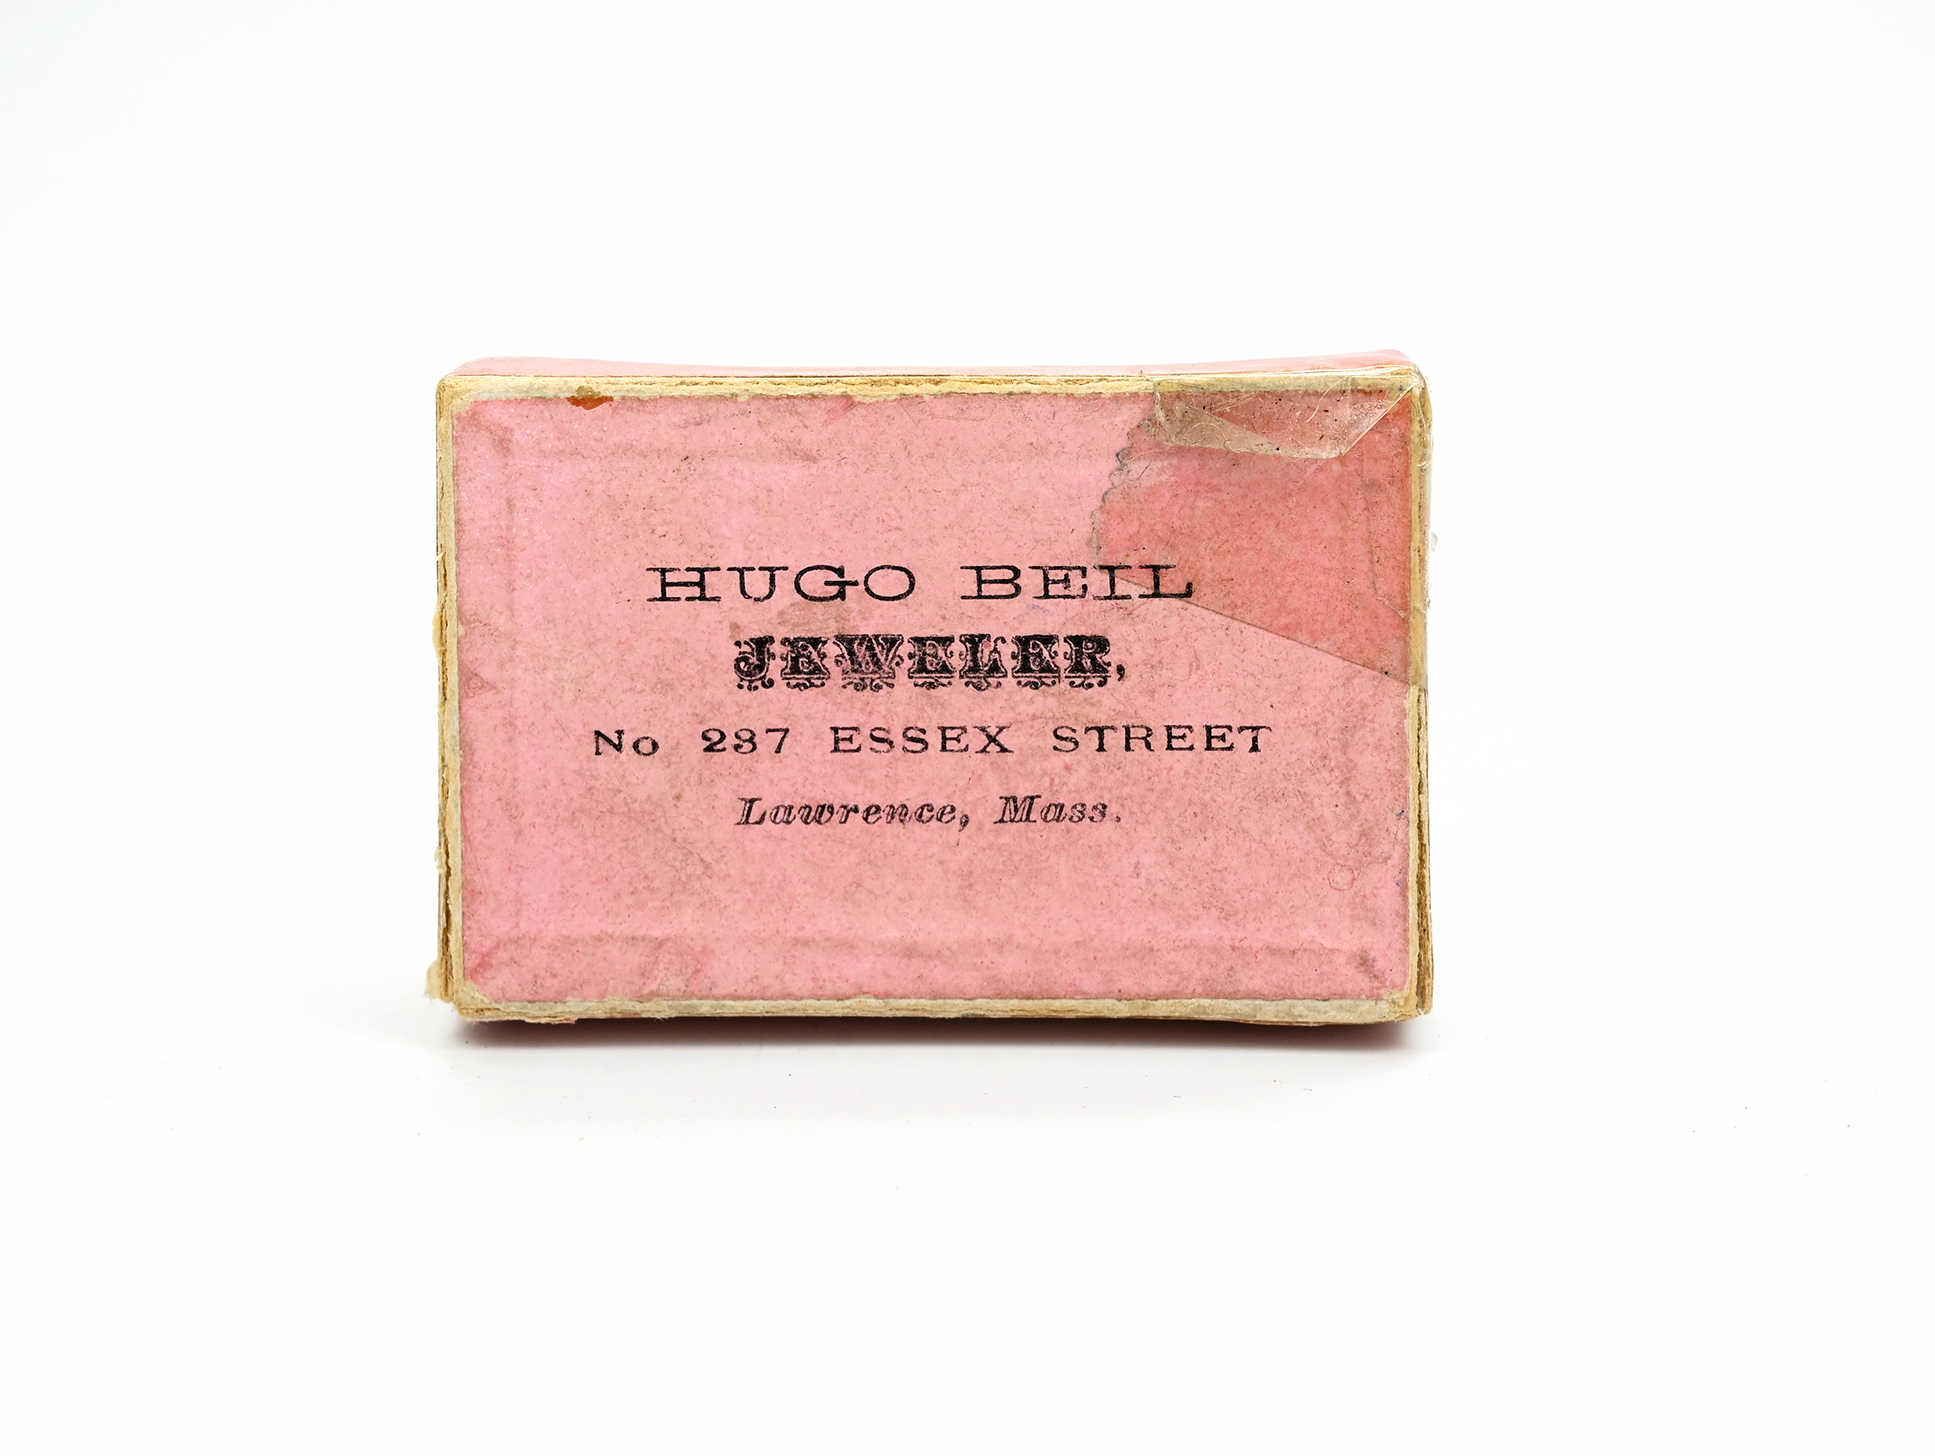 HUGO BEIL
JEWELER,
No 237 ESSEX STREET
Lawrence, Mass.